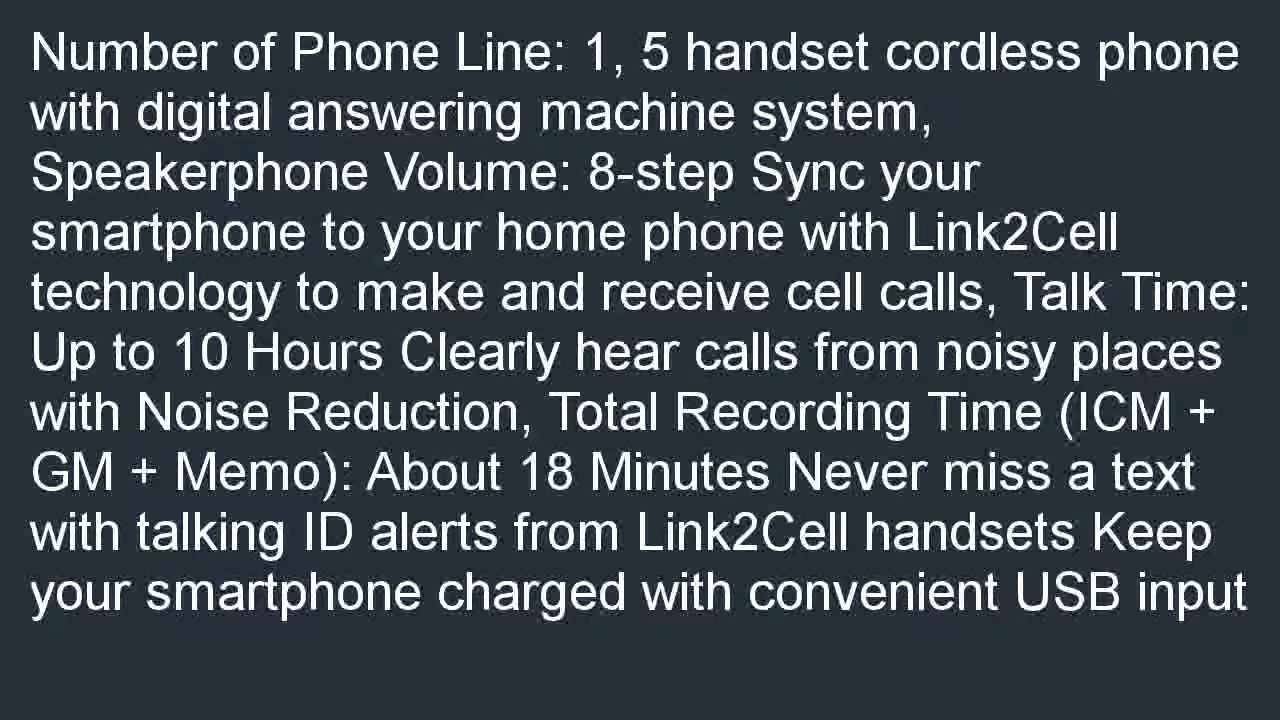 Number of Phone Line: 1, 5 handset cordless phone
with digital answering machine system,
Speakerphone Volume: 8-step Sync your
smartphone to your home phone with Link2Cell
technology to make and receive cell calls, Talk Time:
Up to 10 Hours Clearly hear calls from noisy places
with Noise Reduction, Total Recording Time (ICM +
GM + Memo): About 18 Minutes Never miss a text
with talking ID alerts from Link2Cell handsets Keep
your smartphone charged with convenient USB input